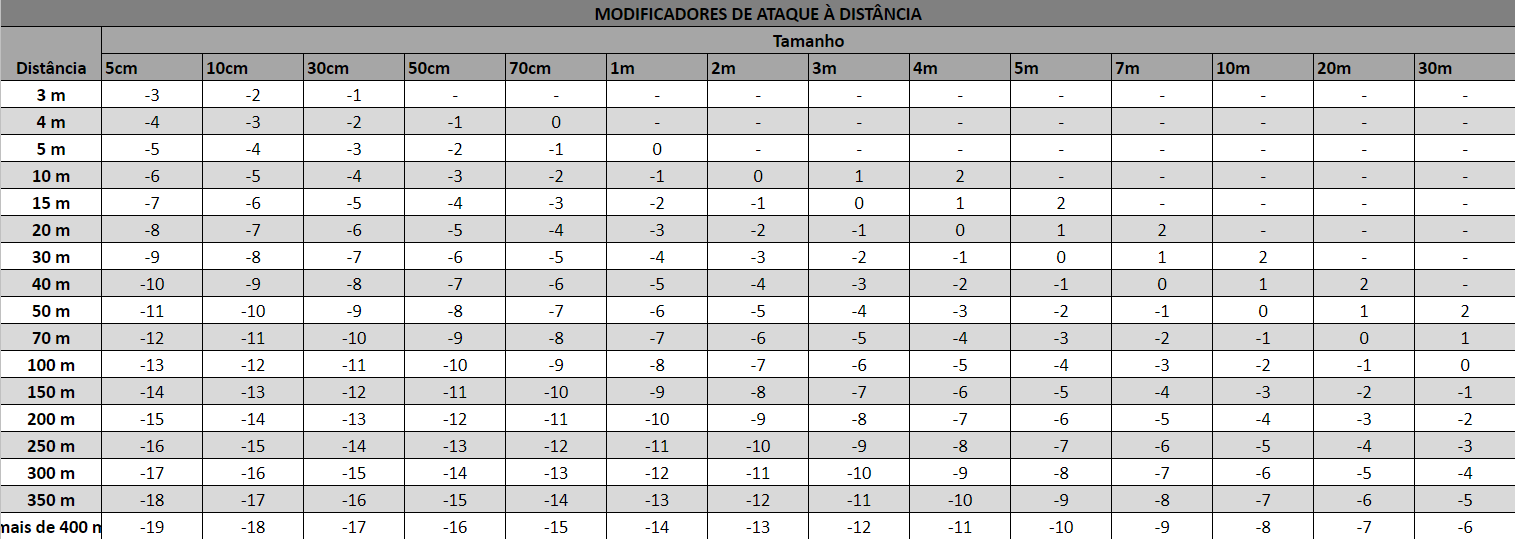 MODIFICADORES DE ATAQUE À DISTÂNCIA
Tamanho
Distância 5cm 10cm 30cm 50cm 70cm 1m 2m 3m 4m 5m 7m 10m 20m 30m
3 m -3 -2 -1 - - - - - - - - - - -
4 m -4 -3 -2 -1 0 - - - - - - - - -
5 m -5 -4 -3 -2 -1 0 - - - - - - - -
10 m -6 -5 -4 -3 -2 -1 0 1 2 - - - - -
15 m -7 -6 -5 -4 -3 -2 -1 0 1 2 - - - -
20 m -8 -7 -6 -5 -4 -3 -2 -1 0 1 2 - - -
30 m -9 -8 -7 -6 -5 -4 -3 -2 -1 0 1 2 - -
40 m -10 -9 -8 -7 -6 -5 -4 -3 -2 -1 0 1 2 -
50 m -11 -10 -9 -8 -7 -6 -5 -4 -3 -2 -1 0 1 2
70 m -12 -11 -10 -9 -8 -7 -6 -5 -4 -3 -2 -1 0 1
100 m -13 -12 -11 -10 -9 -8 -7 -6 -5 -4 -3 -2 -1 0
150 m -14 -13 -12 -11 -10 -9 -8 -7 -6 -5 -4 -3 -2 -1
200 m -15 -14 -13 -12 -11 -10 -9 -8 -7 -6 -5 -4 -3 -2
250 m -16 -15 -14 -13 -12 -11 -10 -9 -8 -7 -6 -5 -4 -3
300 m -17 -16 -15 -14 -13 -12 -11 -10 -9 -8 -7 -6 -5 -4
350 m -18 -17 -16 -15 -14 -13 -12 -11 -10 -9 -8 -7 -6 -5
mais de 400 m -19 -18 -17 -16 -15 -14 -13 -12 -11 -10 -9 -8 -7 -6